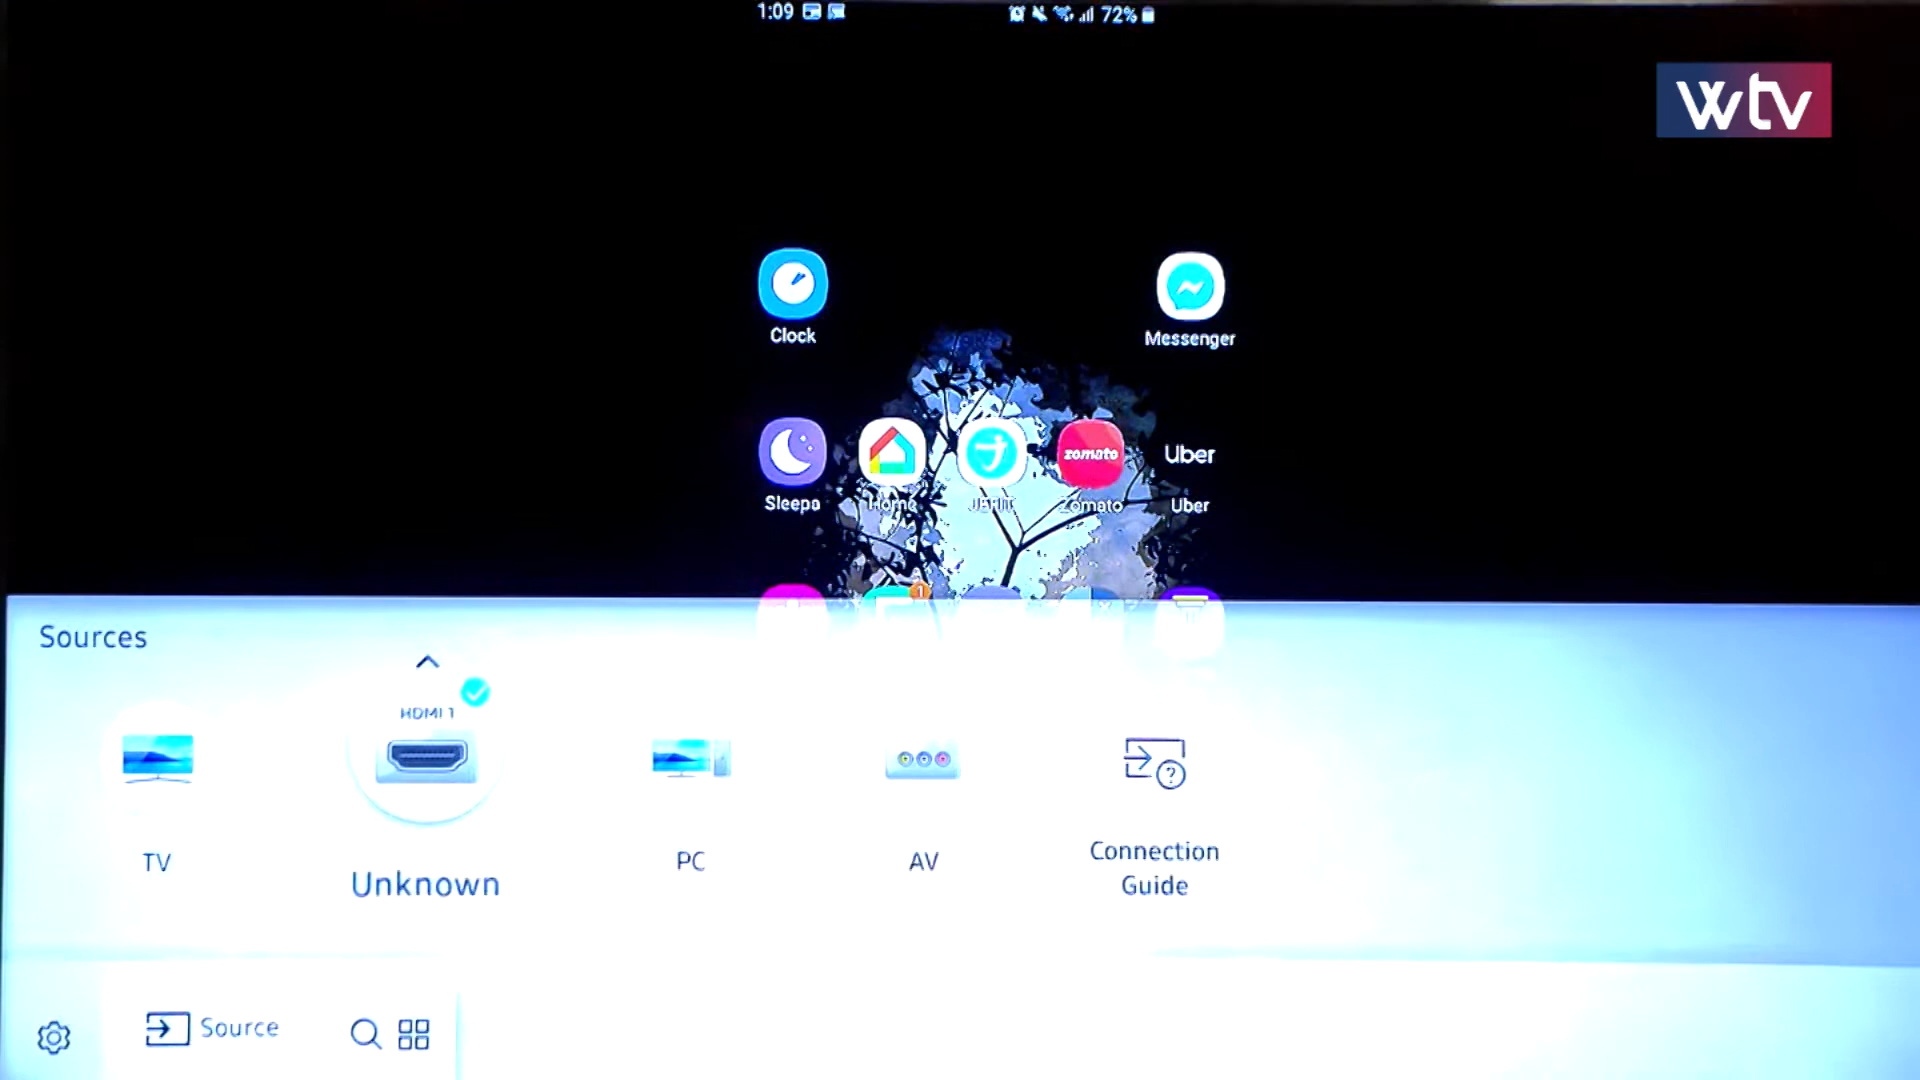 1:09 72%
wtv
Clock
Messenger
zomato
Uber
Sleepa
Home
Zomato
Uber
1
Sources
HDMI 1
TV
Unknown
PC
AV
Connection
Guide
Source